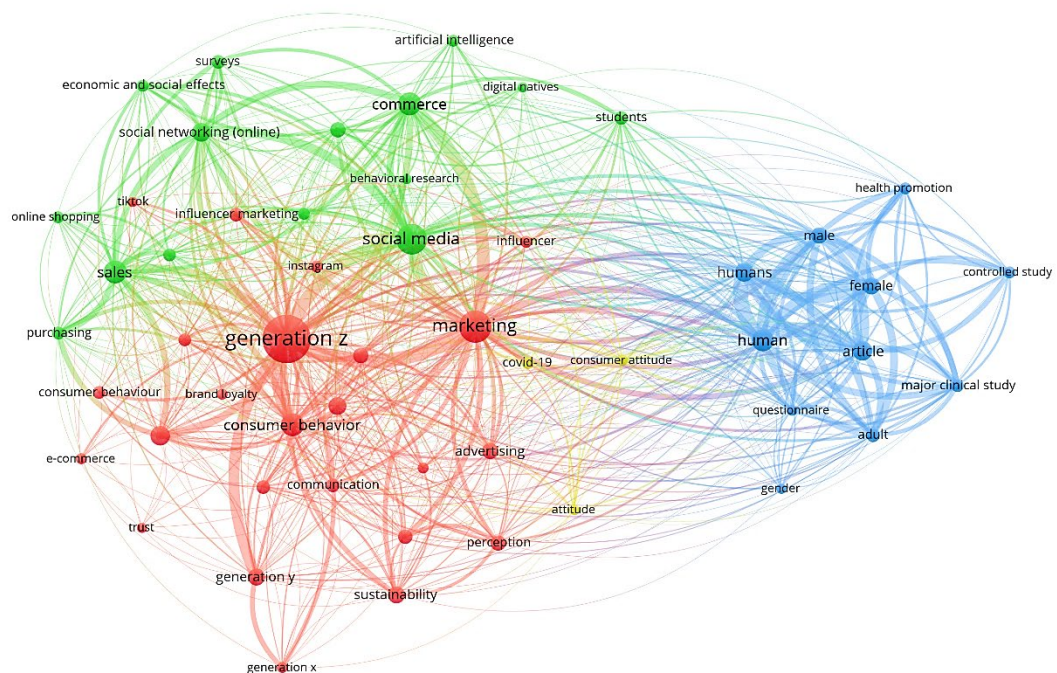 artificial intelligence
surveys
economic and social effects
digital natives
commerce
students
social networking (online)
behavioral research
health promotion
tiktok
influencer marketing
online shopping
male
social media
influencer
instagram
sales
humans
controlled study
female
purchasing
generation z
marketing
human
article
covid-19
consumer attitude
major clinical study
consumer behaviour
brand loyalty
questionnaire
consumer behavior
adult
advertising
e-commerce
communication
gender
attitude
trust
perception
generation y
sustainability
generation x